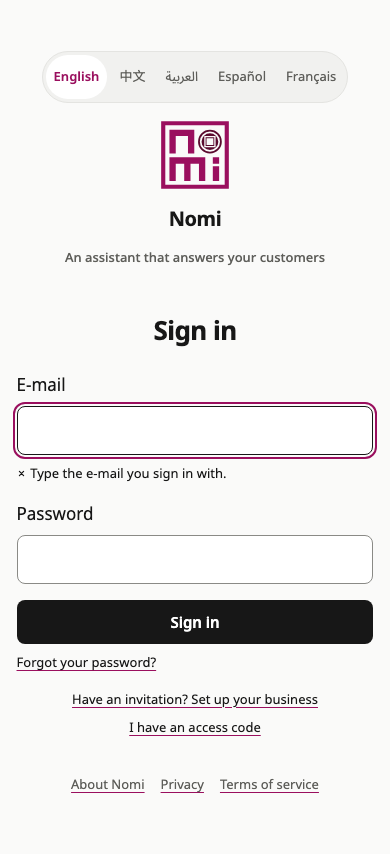 English 中文 العربية Español Français
nomi
Nomi
An assistant that answers your customers
Sign in
E-mail
× Type the e-mail you sign in with.
Password
Sign in
Forgot your password?
Have an invitation? Set up your business
I have an access code
About Nomi Privacy Terms of service